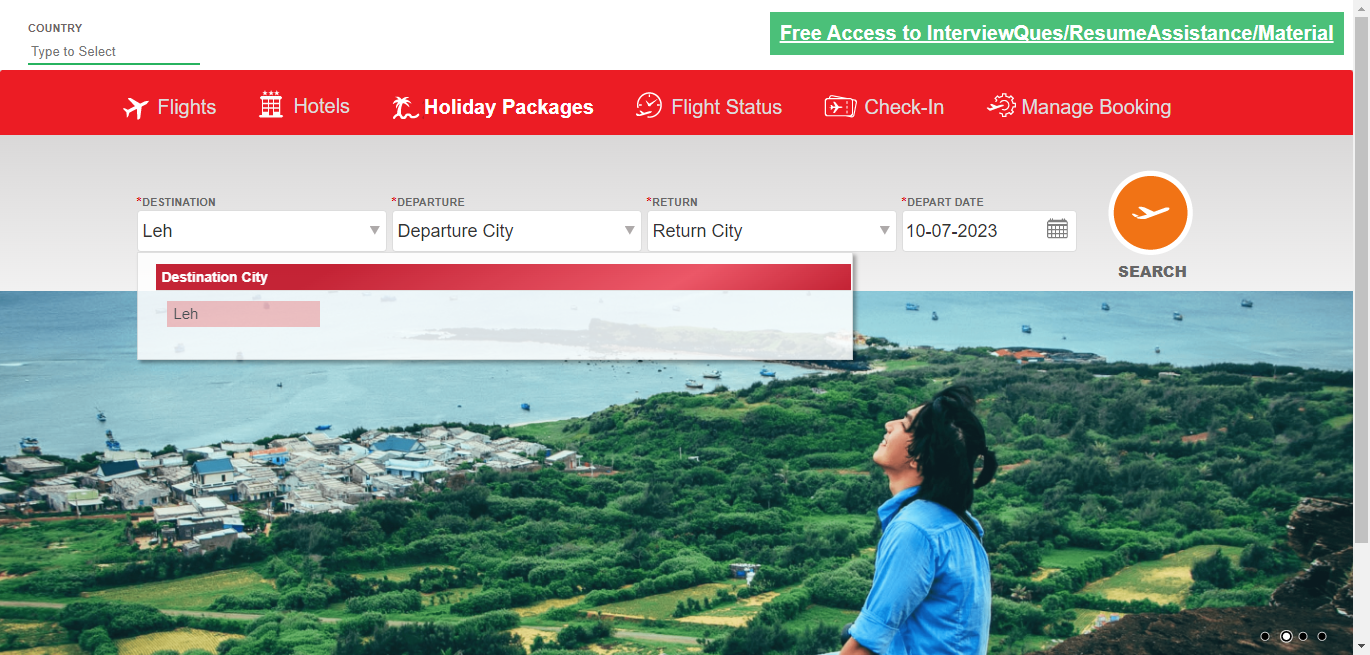 COUNTRY
Type to Select
Free Access to InterviewQues/ResumeAssistance/Material
Flights
Hotels
Holiday Packages
Flight Status
Check-In
Manage Booking
*DESTINATION
*DEPARTURE
*RETURN
*DEPART DATE
Leh
Departure City
Return City
10-07-2023
SEARCH
Destination City
Leh